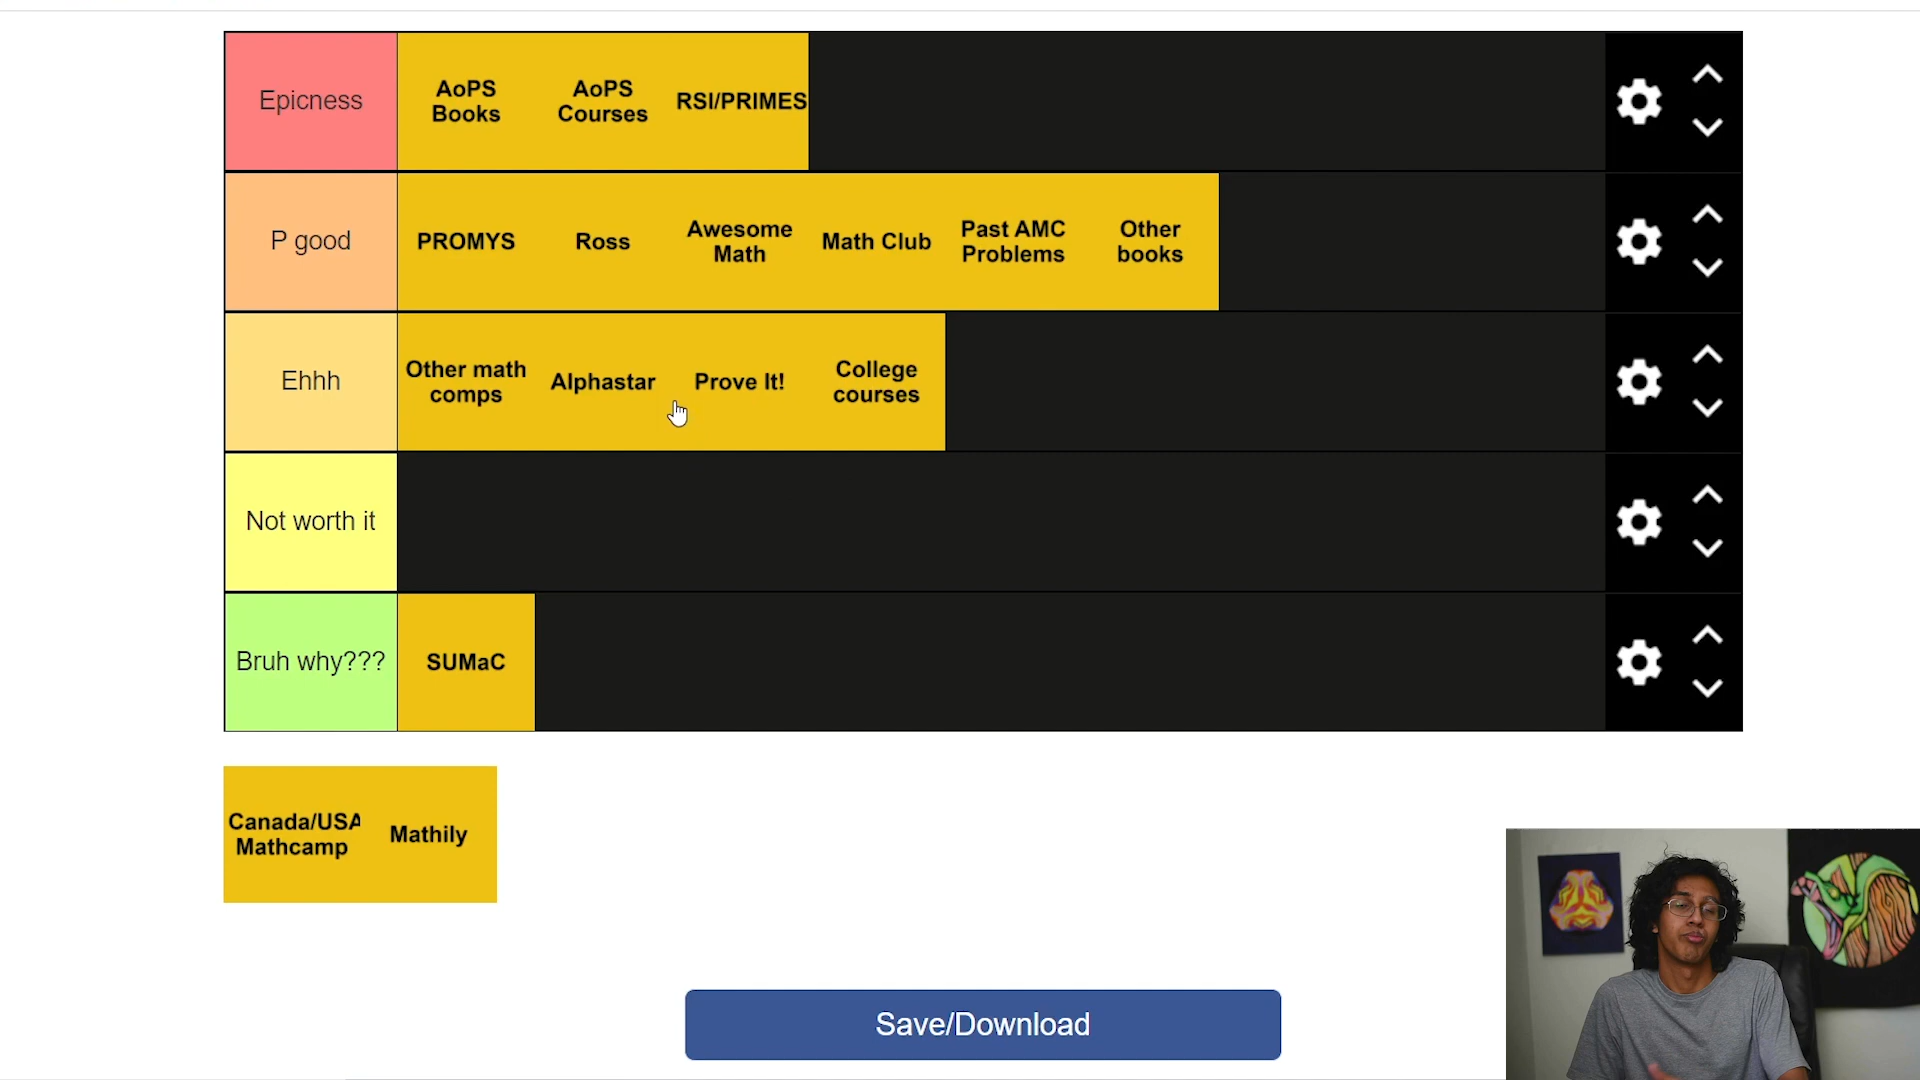 Epicness
AoPS
Books
AoPS
Courses
RSI/PRIMES
P good
PROMYS
Ross
Awesome
Math
Math Club
Past AMC
Problems
Other
books
Ehhh
Other math
comps
Alphastar
Prove It!
College
courses
Not worth it
Bruh why???
SUMaC
Canada/USA
Mathcamp
Mathily
Save/Download